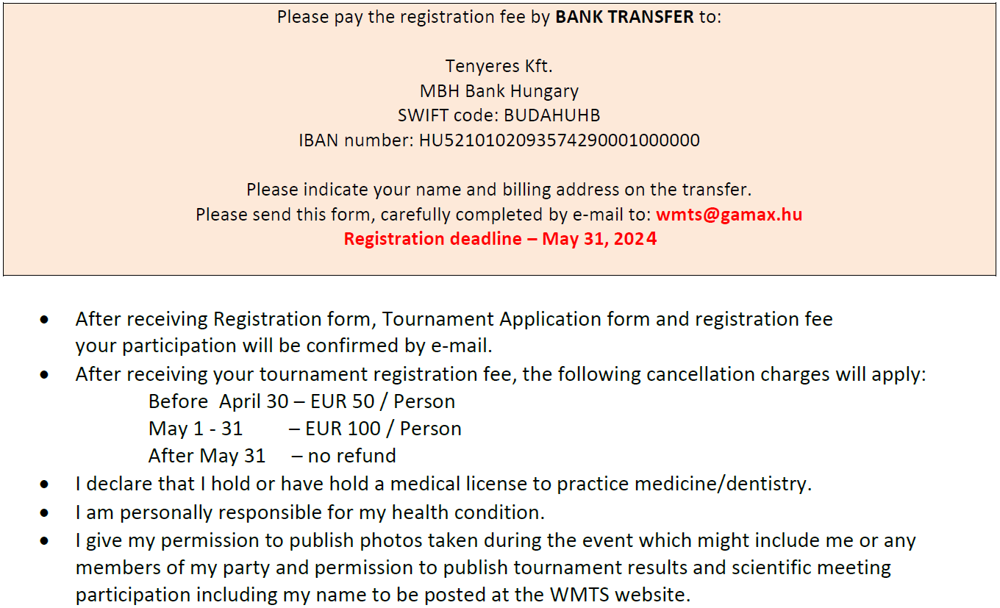 Please pay the registration fee by BANK TRANSFER to:
Tenyeres Kft.
MBH Bank Hungary
SWIFT code: BUDAHUHB
IBAN number: HU52101020935742900010​00000
Please indicate your name and billing address on the transfer.
Please send this form, carefully completed by e-mail to: wmts@gamax.hu
Registration deadline – May 31, 2024
• After receiving Registration form, Tournament Application form and registration fee
your participation will be confirmed by e-mail.
• After receiving your tournament registration fee, the following cancellation charges will apply:
Before  April 30 – EUR 50 / Person
May 1 - 31 – EUR 100 / Person
After May 31 – no refund
• I declare that I hold or have hold a medical license to practice medicine/dentistry.
• I am personally responsible for my health condition.
• I give my permission to publish photos taken during the event which might include me or any
members of my party and permission to publish tournament results and scientific meeting
participation including my name to be posted at the WMTS website.